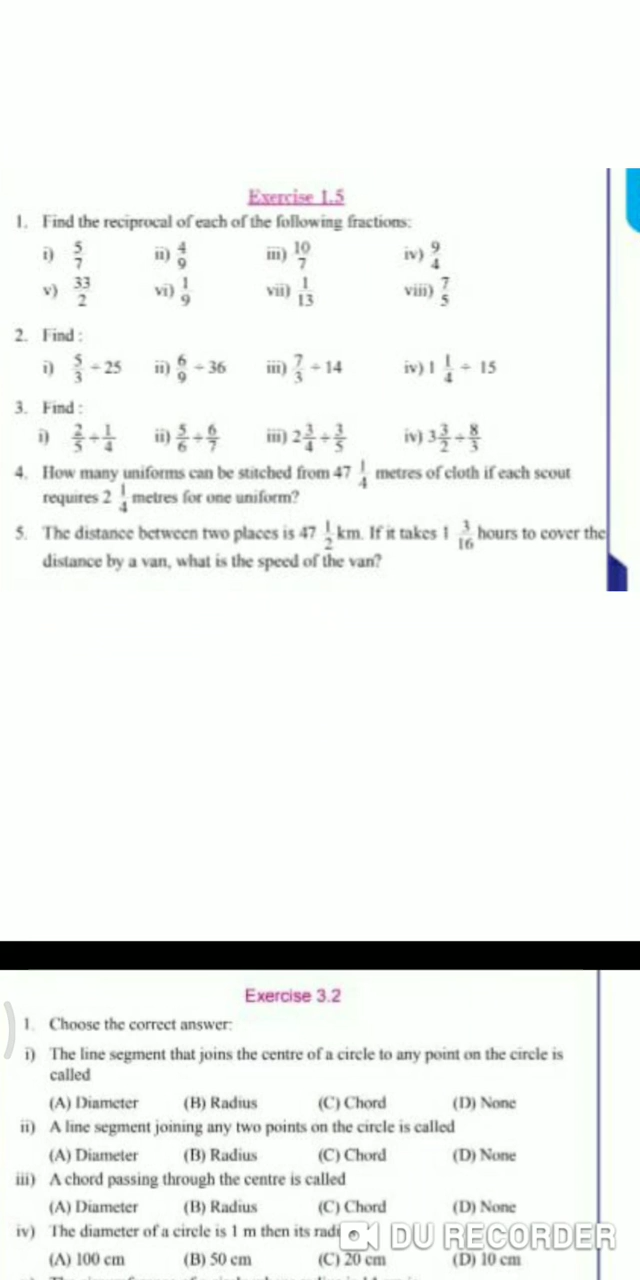 Exercise 1.5
1. Find the reciprocal of each of the following fractions:
i) 5/7 ii) 4/9 iii) 10/7 iv) 9/4
v) 33/2 vi) 1/9 vii) 1/13 viii) 7/5
2. Find :
i) 5/3 ÷ 25 ii) 6/9 ÷ 36 iii) 7/3 ÷ 14 iv) 1 1/4 ÷ 15
3. Find :
i) 2/5 ÷ 1/4 ii) 5/6 ÷ 6/7 iii) 2 3/4 ÷ 3/5 iv) 3 3/2 ÷ 8/3
4. How many uniforms can be stitched from 47 1/4 metres of cloth if each scout
requires 2 1/4 metres for one uniform?
5. The distance between two places is 47 1/2 km. If it takes 1 3/16 hours to cover the
distance by a van, what is the speed of the van?
Exercise 3.2
1. Choose the correct answer:
i) The line segment that joins the centre of a circle to any point on the circle is
called
(A) Diameter (B) Radius (C) Chord (D) None
ii) A line segment joining any two points on the circle is called
(A) Diameter (B) Radius (C) Chord (D) None
iii) A chord passing through the centre is called
(A) Diameter (B) Radius (C) Chord (D) None
iv) The diameter of a circle is 1 m then its
DU RECORDER
(A) 100 cm (B) 50 cm (C) 20 cm (D) 10 cm